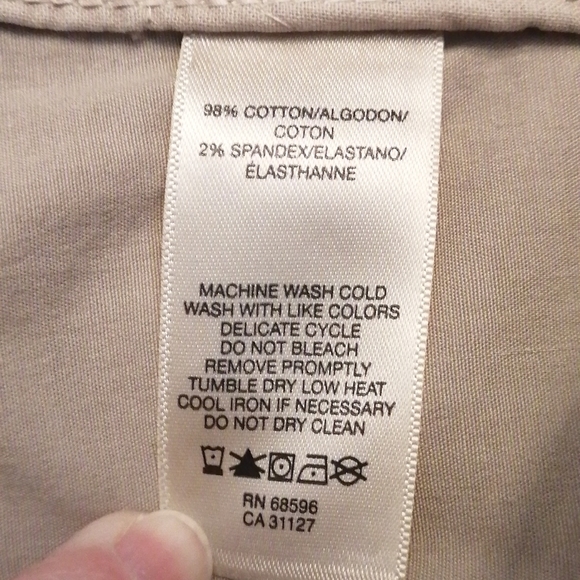 98% COTTON/ALGODON/
COTON
2% SPANDEX/ELASTANO/
ÉLASTHANNE
MACHINE WASH COLD
WASH WITH LIKE COLORS
DELICATE CYCLE
DO NOT BLEACH
REMOVE PROMPTLY
TUMBLE DRY LOW HEAT
COOL IRON IF NECESSARY
DO NOT DRY CLEAN
RN 68596
CA 31127